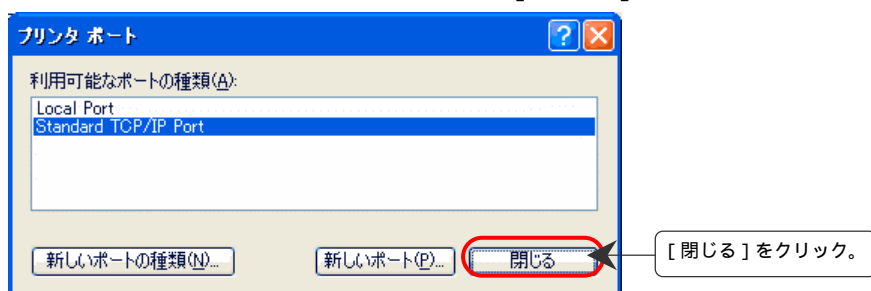 プリンタ ポート
利用可能なポートの種類(A):
Local Port
Standard TCP/IP Port
新しいポートの種類(N)...
新しいポート(P)...
閉じる
[ 閉じる ] をクリック。